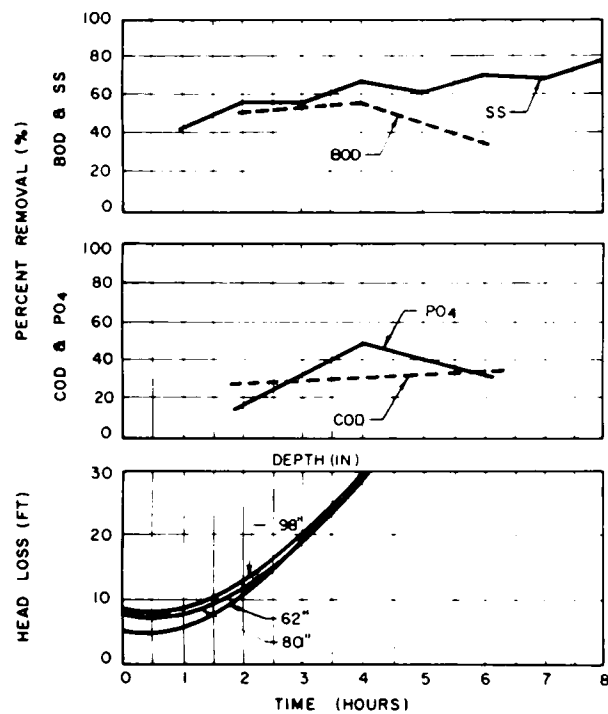 PERCENT REMOVAL (%)
BOD & SS
100
80
60
40
20
0
SS
BOD
COD & PO4
100
80
60
40
20
0
PO4
COD
DEPTH (IN)
HEAD LOSS (FT)
30
20
10
0
98"
62"
80"
0 1 2 3 4 5 6 7 8
TIME (HOURS)